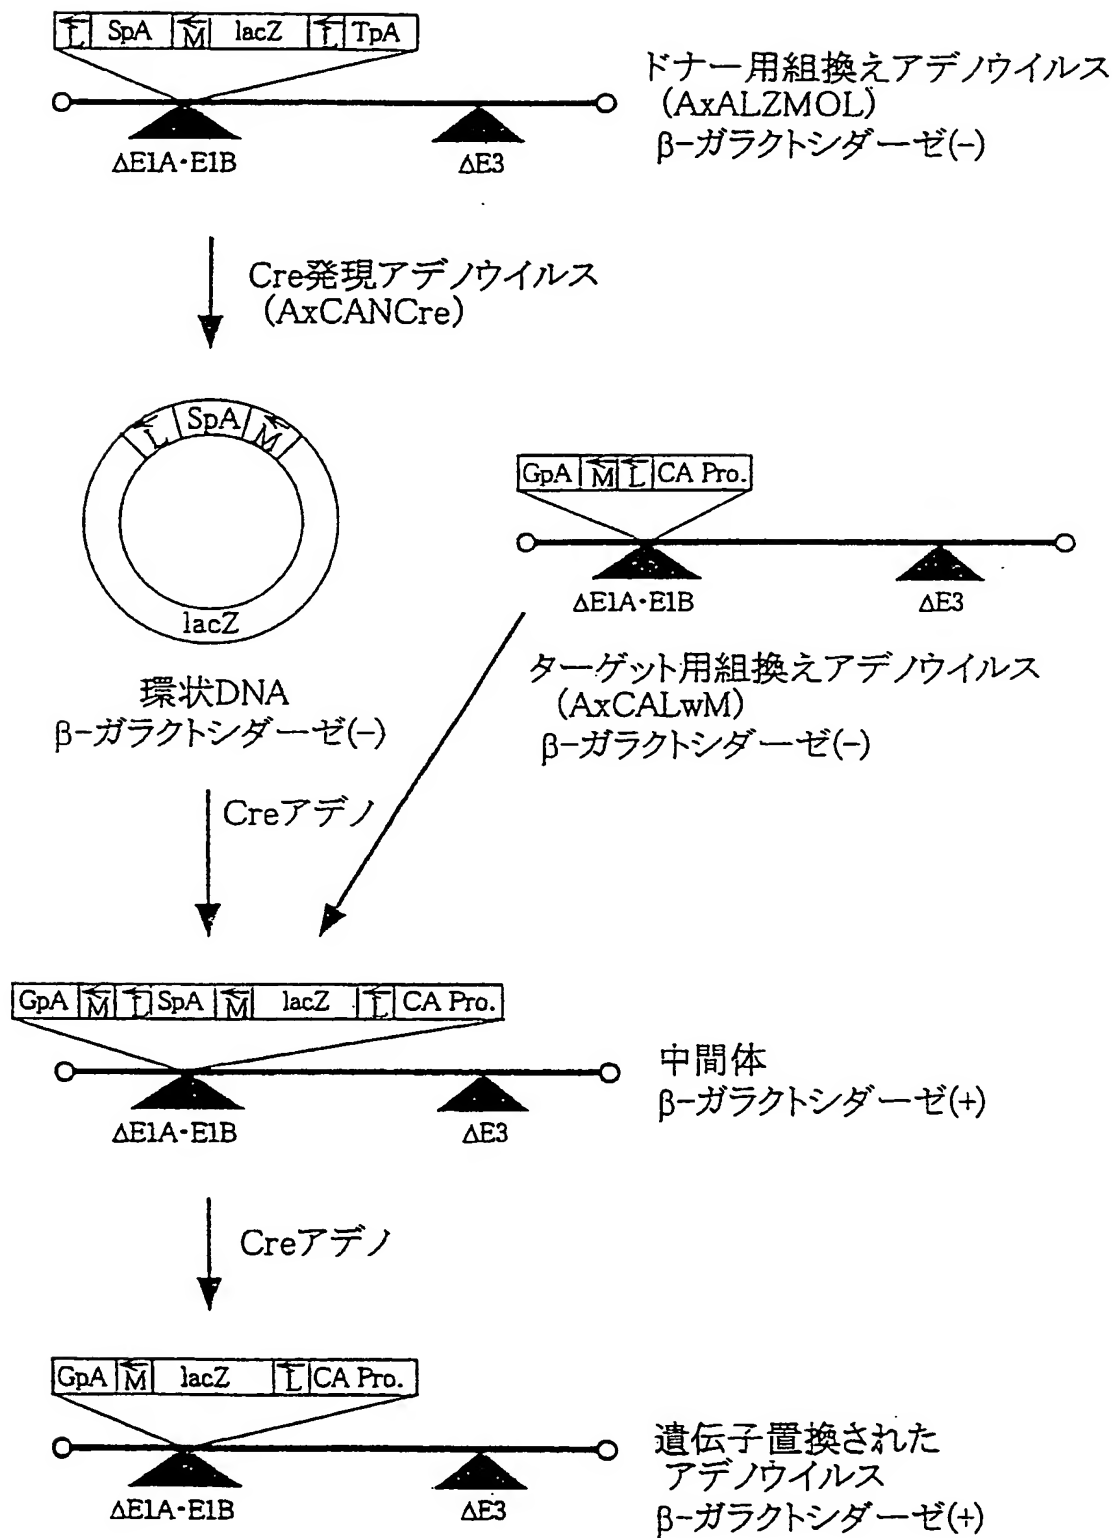 L SpA M lacZ L TpA
ΔE1A・E1B ΔE3
ドナー用組換えアデノウイルス
(AxALZMOL)
β-ガラクトシダーゼ(-)
Cre発現アデノウイルス
(AxCANCre)
L SpA M
lacZ
環状DNA
β-ガラクトシダーゼ(-)
GpA M L CA Pro.
ΔE1A・E1B ΔE3
ターゲット用組換えアデノウイルス
(AxCALwM)
β-ガラクトシダーゼ(-)
Creアデノ
GpA M L SpA M lacZ L CA Pro.
ΔE1A・E1B ΔE3
中間体
β-ガラクトシダーゼ(+)
Creアデノ
GpA M lacZ L CA Pro.
ΔE1A・E1B ΔE3
遺伝子置換された
アデノウイルス
β-ガラクトシダーゼ(+)